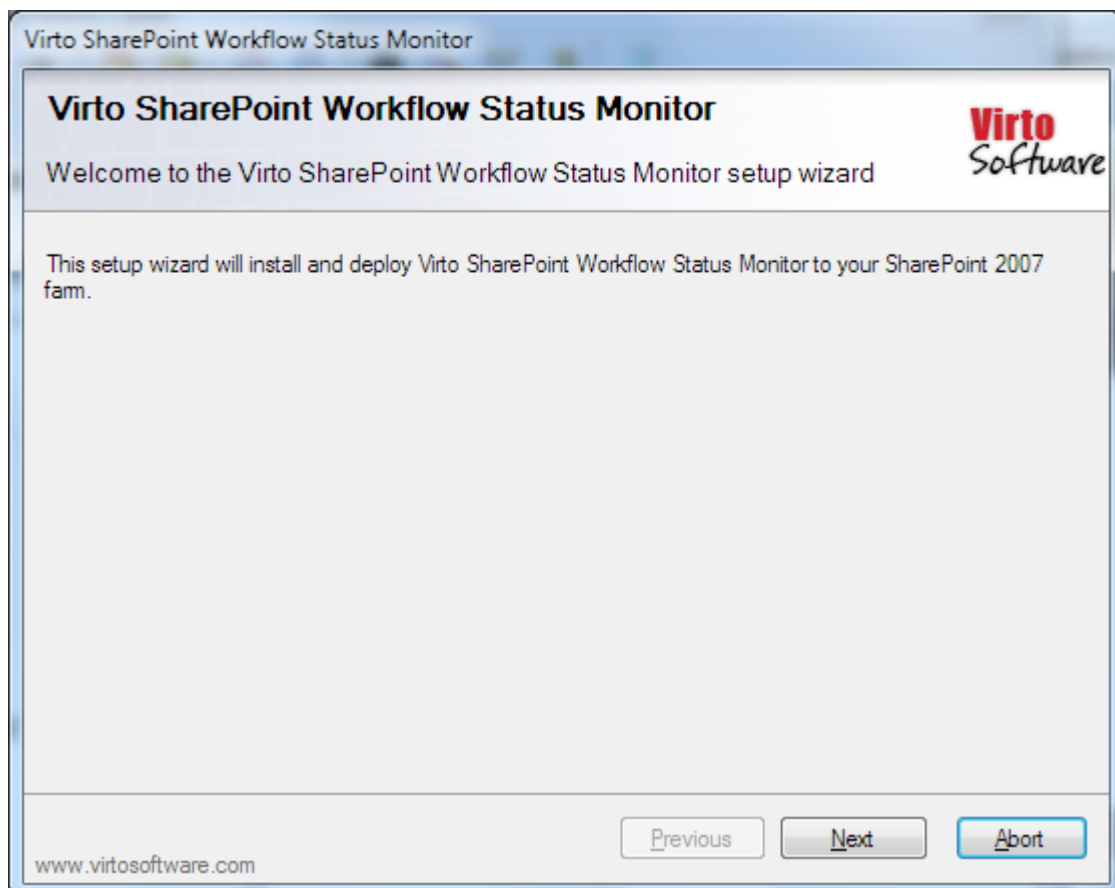 Virto SharePoint Workflow Status Monitor
Virto SharePoint Workflow Status Monitor
Virto
Software
Welcome to the Virto SharePoint Workflow Status Monitor setup wizard
This setup wizard will install and deploy Virto SharePoint Workflow Status Monitor to your SharePoint 2007
farm.
Previous
Next
Abort
www.virtosoftware.com